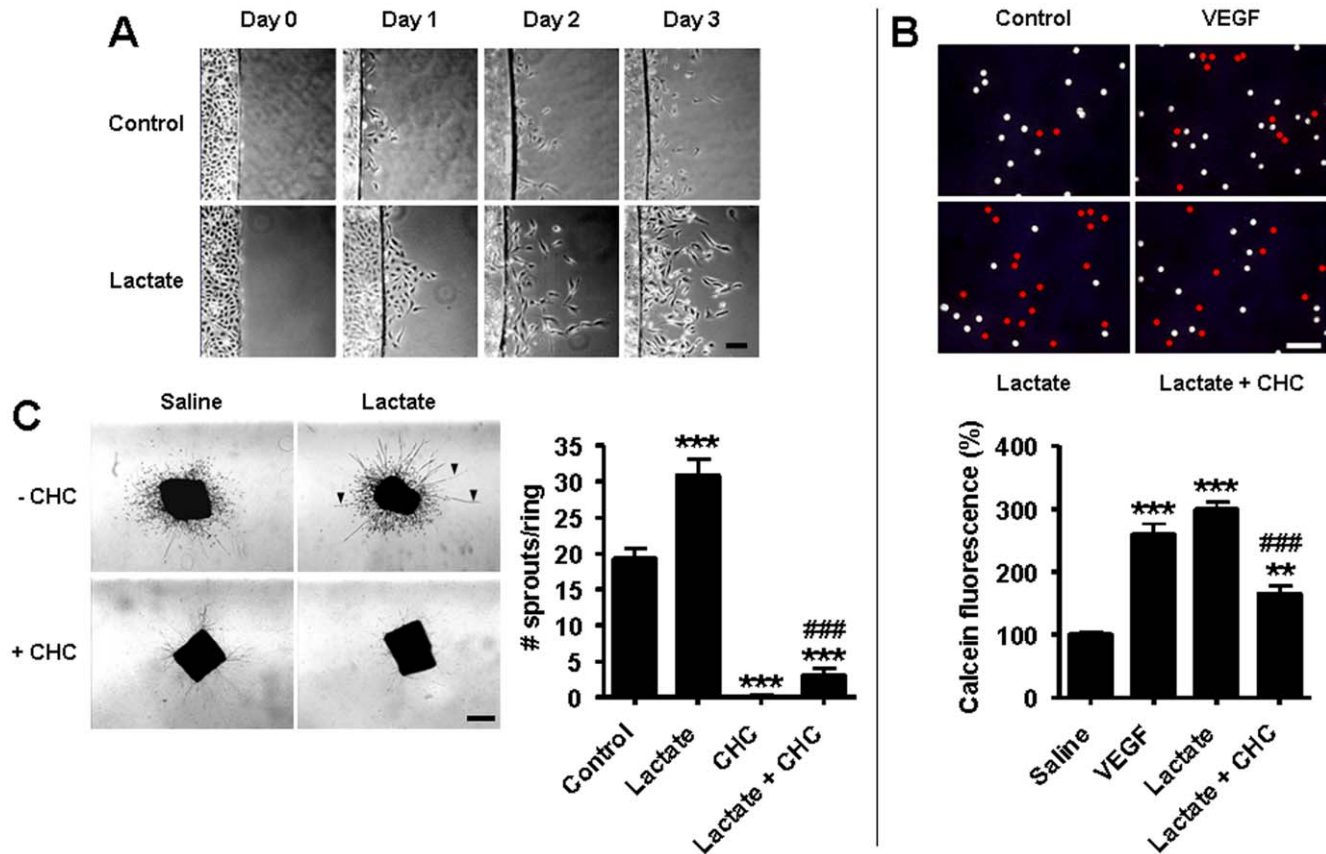 A
Day 0 Day 1 Day 2 Day 3
Control
Lactate
B
Control VEGF
Lactate Lactate + CHC
Calcein fluorescence (%)
400
300
200
100
0
***
***
###
**
Saline VEGF Lactate Lactate + CHC
C
Saline Lactate
- CHC
+ CHC
# sprouts/ring
35
30
25
20
15
10
5
0
***
***
###
***
Control Lactate CHC Lactate + CHC